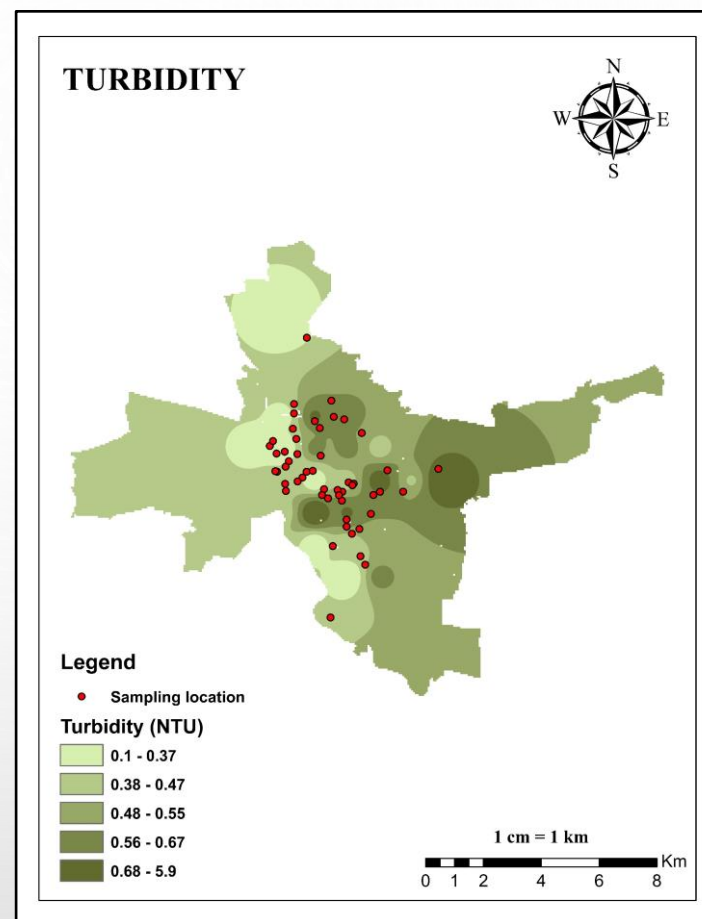 TURBIDITY
N
W E
S
Legend
Sampling location
Turbidity (NTU)
0.1 - 0.37
0.38 - 0.47
0.48 - 0.55
0.56 - 0.67
0.68 - 5.9
1 cm = 1 km
Km
0 1 2 4 6 8